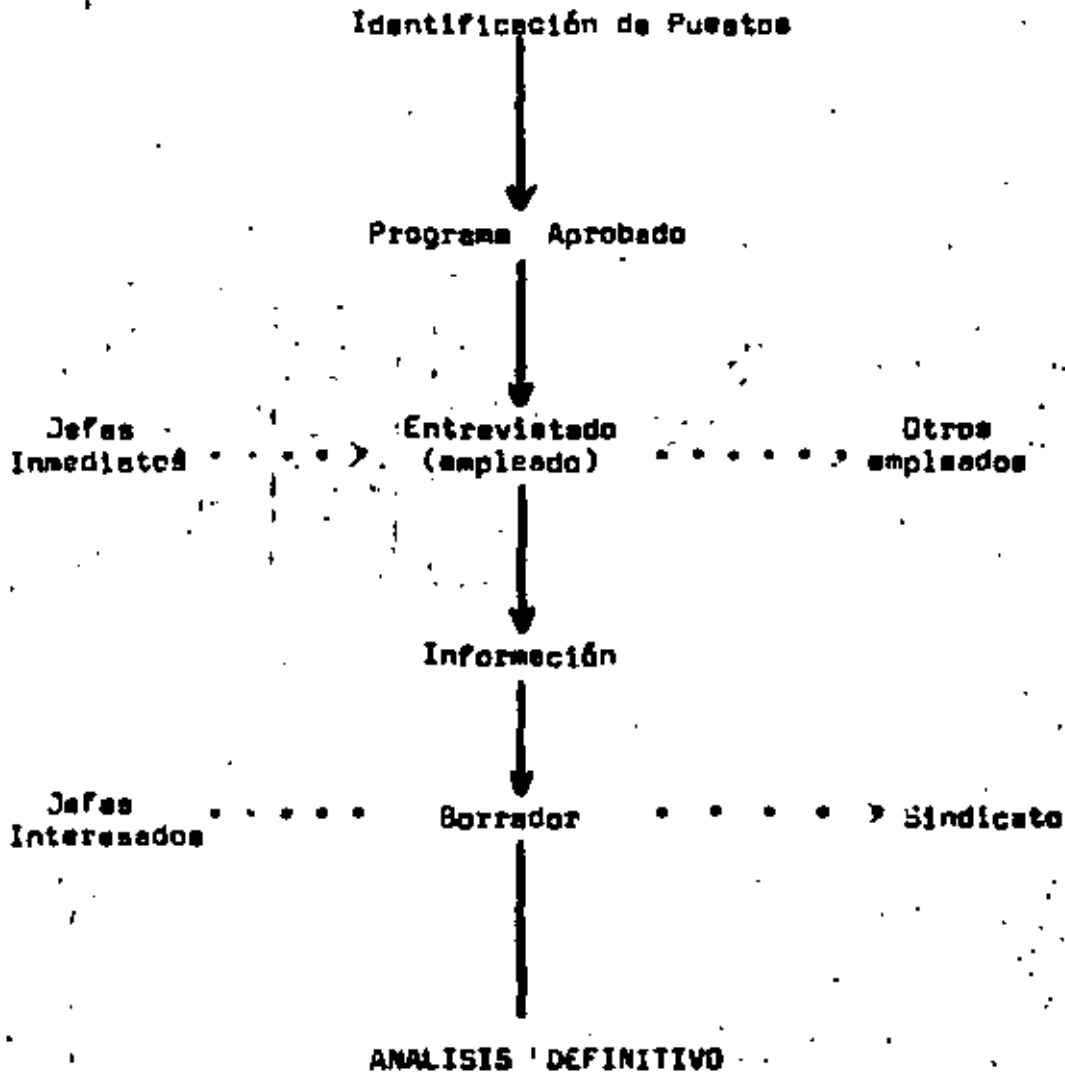 Identificación de Puestos
Programa Aprobado
Jefes
Inmediatos
Entrevistado
(empleado)
Otros
empleados
Información
Jefes
Interesados
Borrador
Sindicato
ANALISIS DEFINITIVO